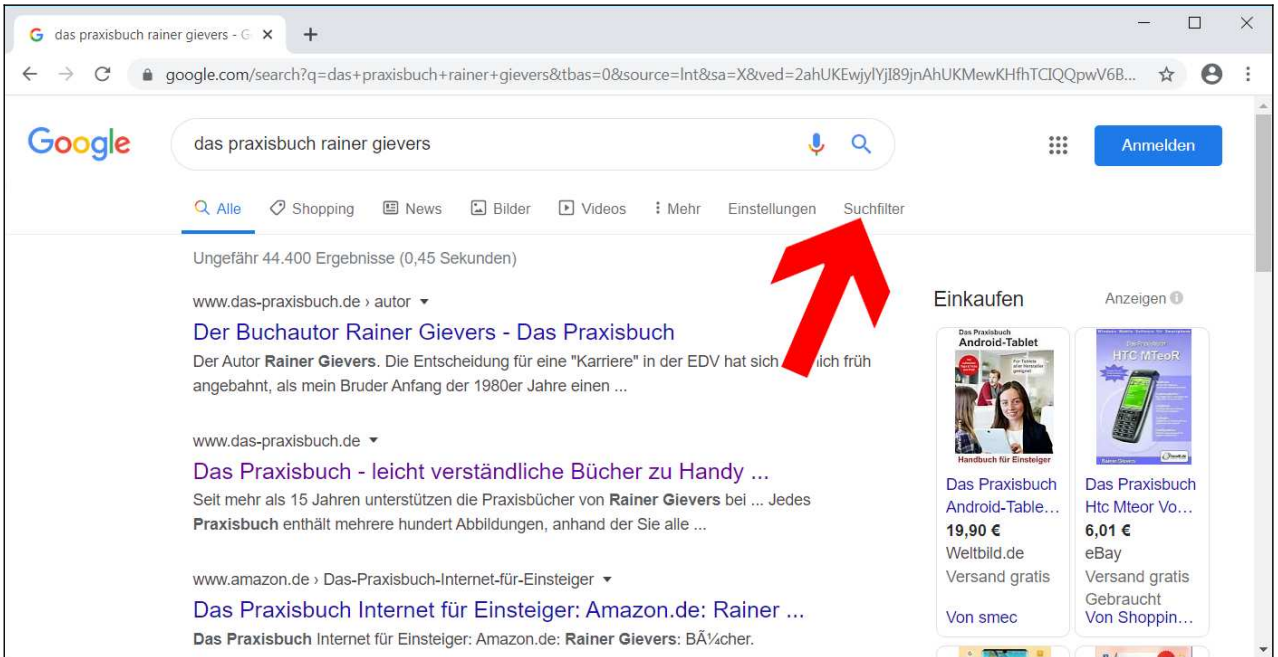 das praxisbuch rainer gievers - G
google.com/search?q=das+praxisbuch+rainer+gievers&tbas=0&source=lnt&sa=X&ved=2ahUKEwjylYjI89jnAhUKMewKHfhTCIQQpwV6B...
Google
das praxisbuch rainer gievers
Anmelden
Alle Shopping News Bilder Videos Mehr Einstellungen Suchfilter
Ungefähr 44.400 Ergebnisse (0,45 Sekunden)
www.das-praxisbuch.de › autor
Der Buchautor Rainer Gievers - Das Praxisbuch
Der Autor Rainer Gievers. Die Entscheidung für eine "Karriere" in der EDV hat sich ich früh
angebahnt, als mein Bruder Anfang der 1980er Jahre einen ...
www.das-praxisbuch.de
Das Praxisbuch - leicht verständliche Bücher zu Handy ...
Seit mehr als 15 Jahren unterstützen die Praxisbücher von Rainer Gievers bei ... Jedes
Praxisbuch enthält mehrere hundert Abbildungen, anhand der Sie alle ...
www.amazon.de › Das-Praxisbuch-Internet-für-Einsteiger
Das Praxisbuch Internet für Einsteiger: Amazon.de: Rainer ...
Das Praxisbuch Internet für Einsteiger: Amazon.de: Rainer Gievers: BÃ¼cher.
Einkaufen
Anzeigen
Das Praxisbuch
Android-Tablet
Handbuch für Einsteiger
Das Praxisbuch
Android-Table...
19,90 €
Weltbild.de
Versand gratis
Von smec
Das Praxisbuch
HTC MTeoR
Rainer Gievers
Das Praxisbuch
Htc Mteor Vo...
6,01 €
eBay
Versand gratis
Gebraucht
Von Shoppin...